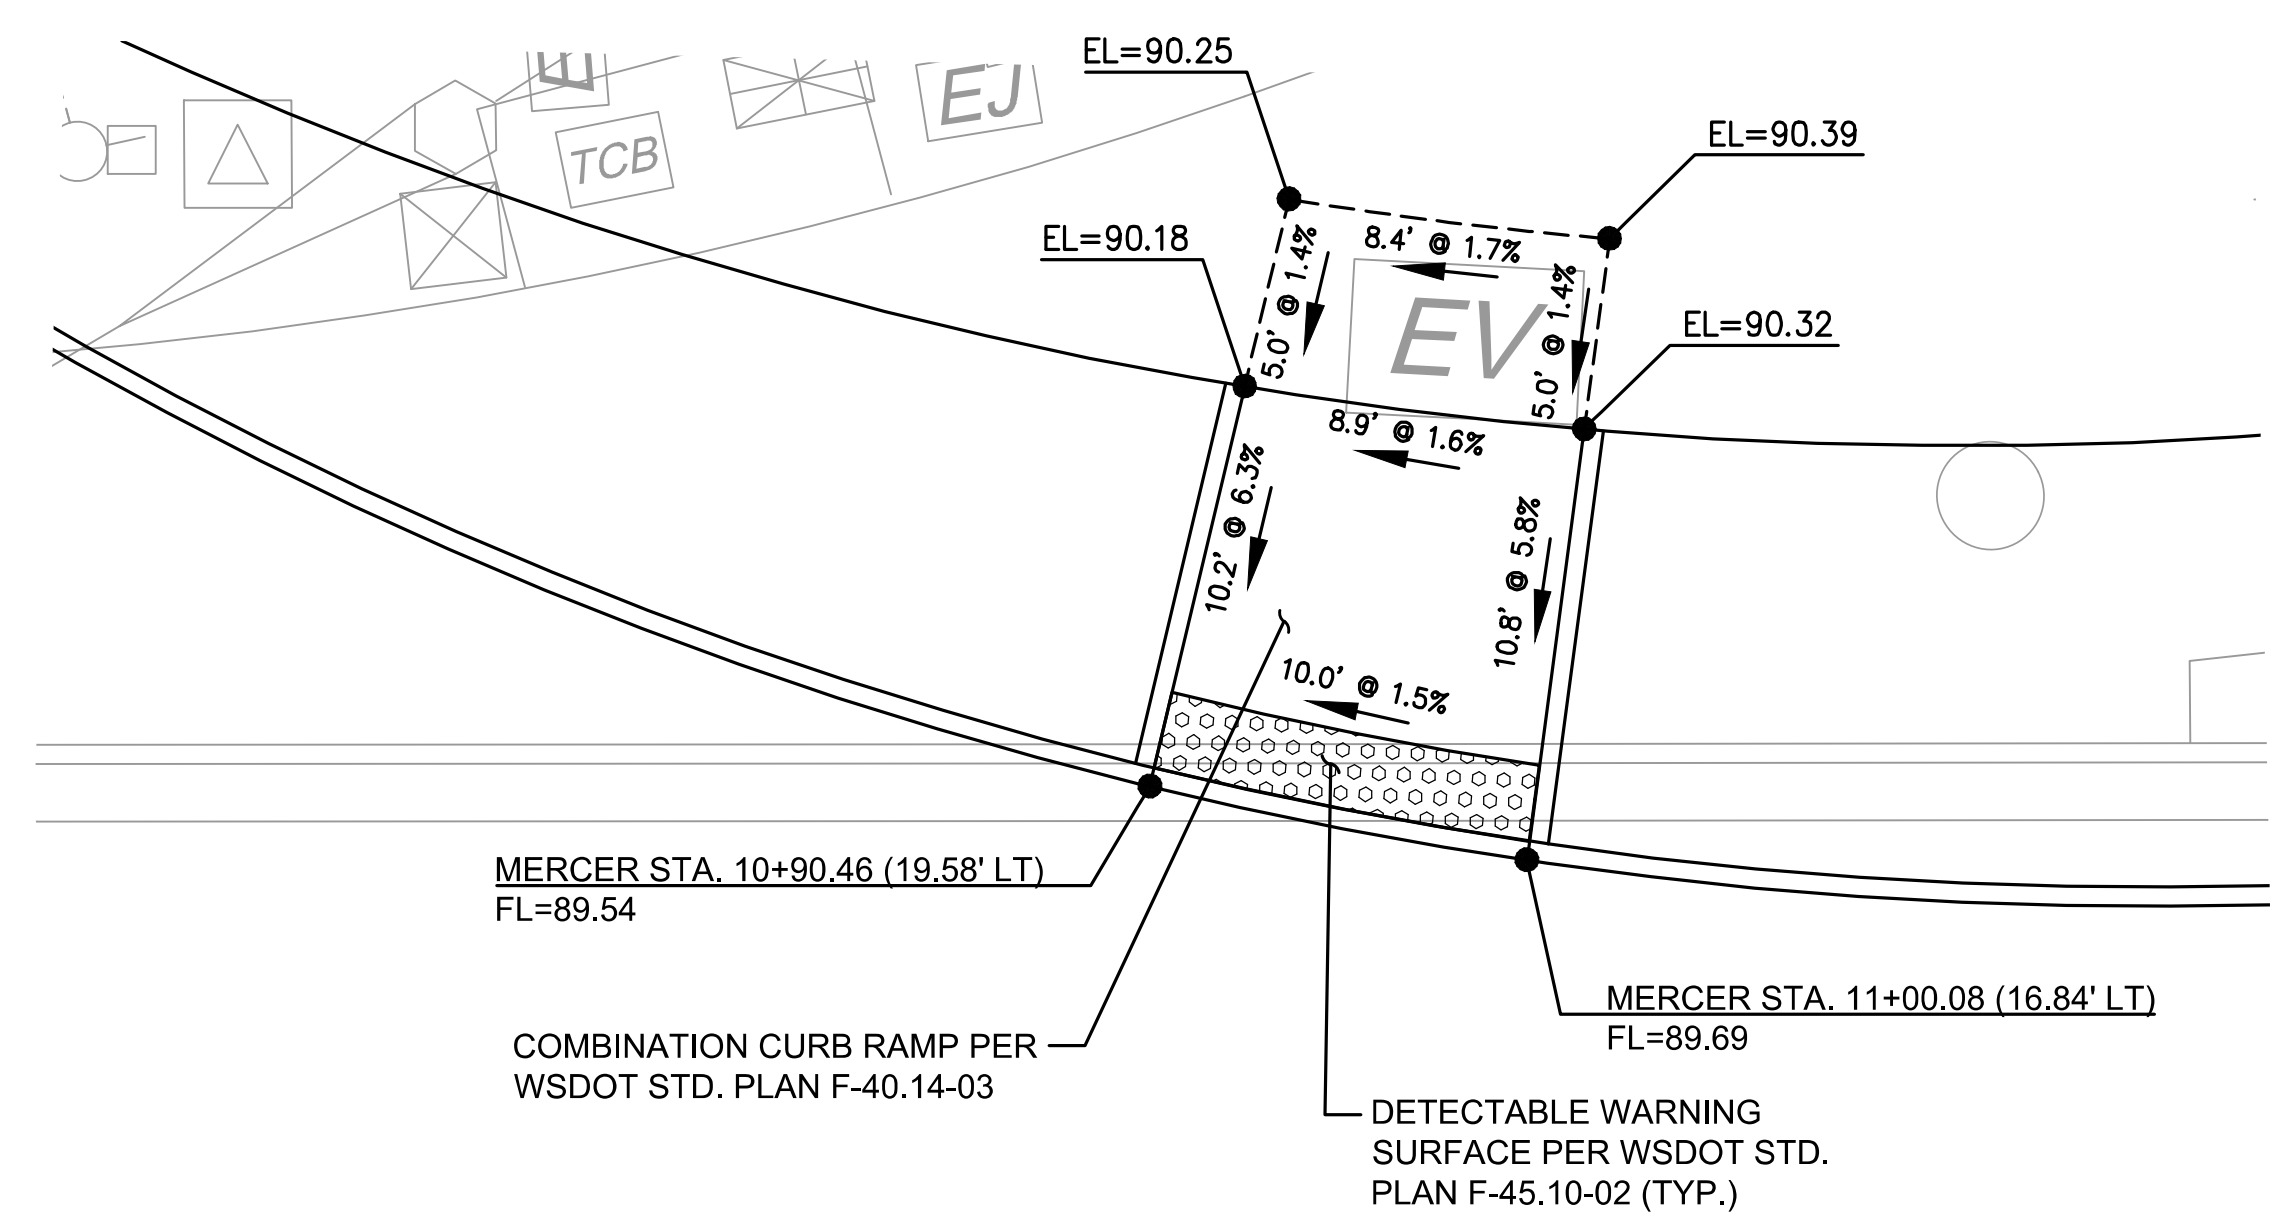 EL=90.25
EL=90.39
E
TCB
EJ
EL=90.18
8.4' @ 1.7%
5.0' @ 1.4%
5.0' @ 1.4%
EV
EL=90.32
8.9' @ 1.6%
10.2' @ 6.3%
10.8' @ 5.8%
10.0' @ 1.5%
MERCER STA. 10+90.46 (19.58' LT)
FL=89.54
MERCER STA. 11+00.08 (16.84' LT)
FL=89.69
COMBINATION CURB RAMP PER
WSDOT STD. PLAN F-40.14-03
DETECTABLE WARNING
SURFACE PER WSDOT STD.
PLAN F-45.10-02 (TYP.)